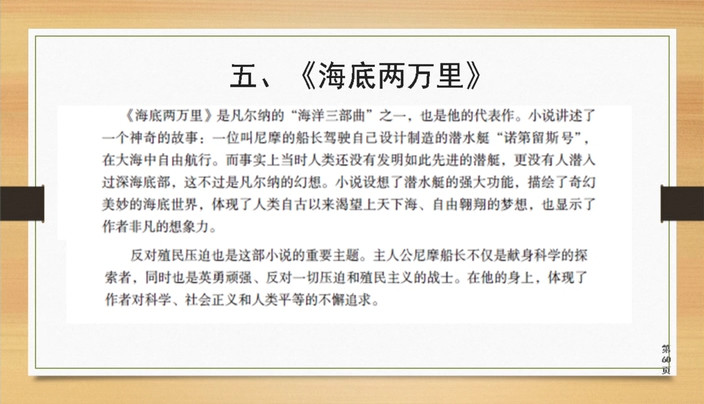 五、《海底两万里》
《海底两万里》是凡尔纳的“海洋三部曲”之一，也是他的代表作。小说讲述了
一个神奇的故事：一位叫尼摩的船长驾驶自己设计制造的潜水艇“诺第留斯号”，
在大海中自由航行。而事实上当时人类还没有发明如此先进的潜艇，更没有人潜入
过深海底部，这不过是凡尔纳的幻想。小说设想了潜水艇的强大功能，描绘了奇幻
美妙的海底世界，体现了人类自古以来渴望上天下海、自由翱翔的梦想，也显示了
作者非凡的想象力。
反对殖民压迫也是这部小说的重要主题。主人公尼摩船长不仅是献身科学的探
索者，同时也是英勇顽强、反对一切压迫和殖民主义的战士。在他的身上，体现了
作者对科学、社会正义和人类平等的不懈追求。
第
60
页